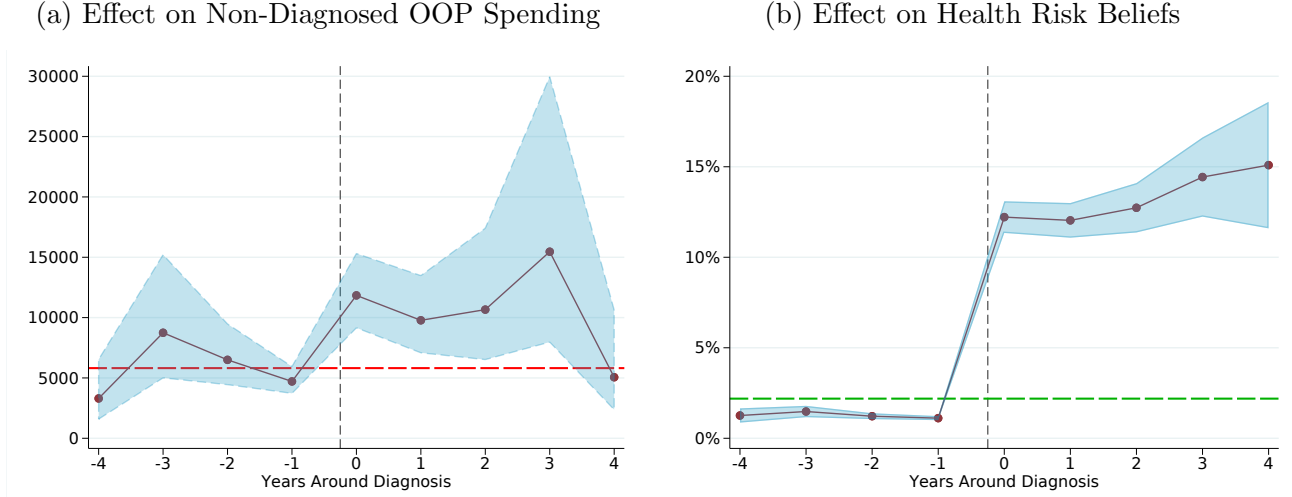 (a) Effect on Non-Diagnosed OOP Spending
30000
25000
20000
15000
10000
5000
0
-4 -3 -2 -1 0 1 2 3 4
Years Around Diagnosis
(b) Effect on Health Risk Beliefs
20%
15%
10%
5%
0%
-4 -3 -2 -1 0 1 2 3 4
Years Around Diagnosis